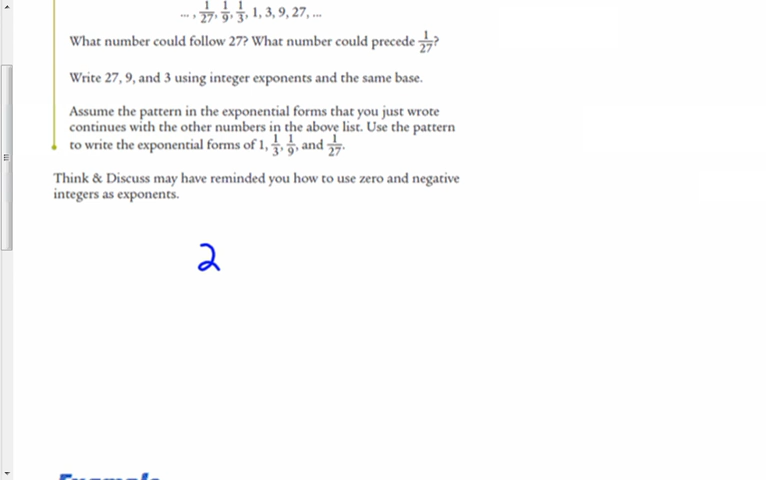 ..., 1/27, 1/9, 1/3, 1, 3, 9, 27, ...
What number could follow 27? What number could precede 1/27?
Write 27, 9, and 3 using integer exponents and the same base.
Assume the pattern in the exponential forms that you just wrote
continues with the other numbers in the above list. Use the pattern
to write the exponential forms of 1, 1/3, 1/9, and 1/27.
Think & Discuss may have reminded you how to use zero and negative
integers as exponents.
2